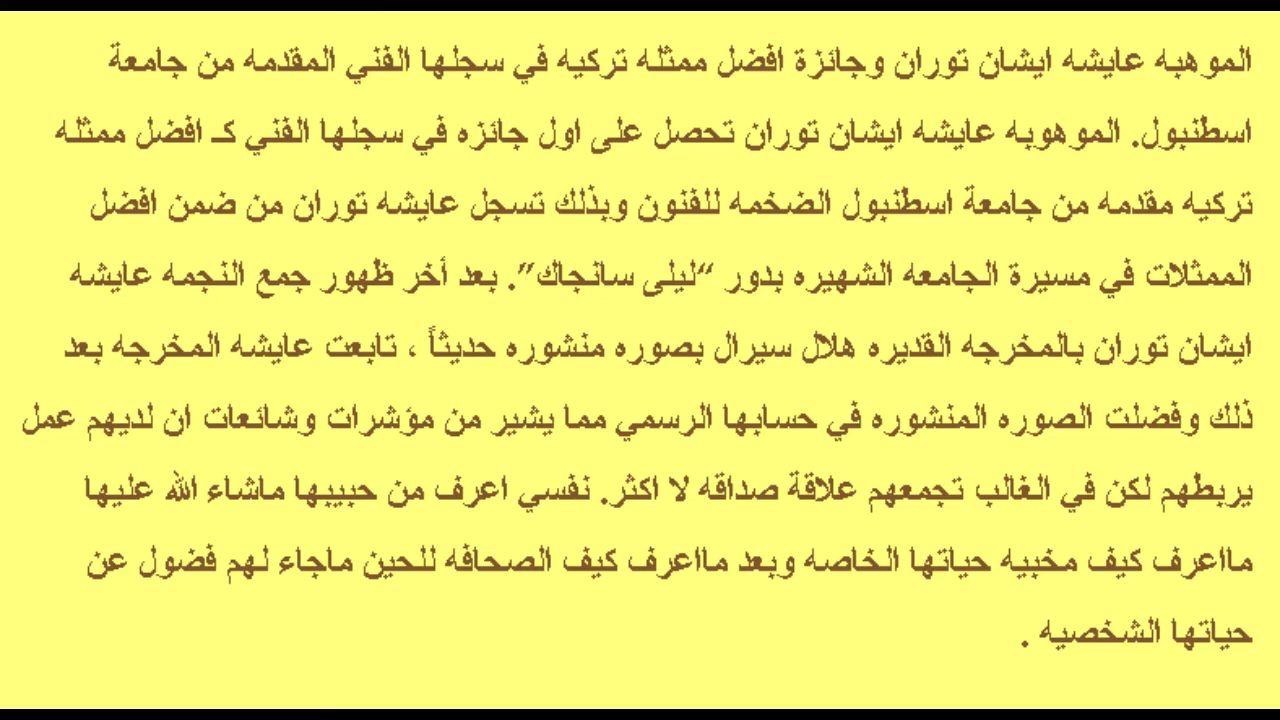 الموهبه عايشه ايشان توران وجائزة افضل ممثله تركيه في سجلها الفني المقدمه من جامعة
اسطنبول. الموهوبه عايشه ايشان توران تحصل على اول جائزه في سجلها الفني كـ افضل ممثله
تركيه مقدمه من جامعة اسطنبول الضخمه للفنون وبذلك تسجل عايشه توران من ضمن افضل
الممثلات في مسيرة الجامعه الشهيره بدور “ليلى سانجاك”. بعد أخر ظهور جمع النجمه عايشه
ايشان توران بالمخرجه القديره هلال سيرال بصوره منشوره حديثاً ، تابعت عايشه المخرجه بعد
ذلك وفضلت الصوره المنشوره في حسابها الرسمي مما يشير من مؤشرات وشائعات ان لديهم عمل
يربطهم لكن في الغالب تجمعهم علاقة صداقه لا اكثر. نفسي اعرف من حبيبها ماشاء الله عليها
مااعرف كيف مخبيه حياتها الخاصه وبعد مااعرف كيف الصحافه للحين ماجاء لهم فضول عن
حياتها الشخصيه .